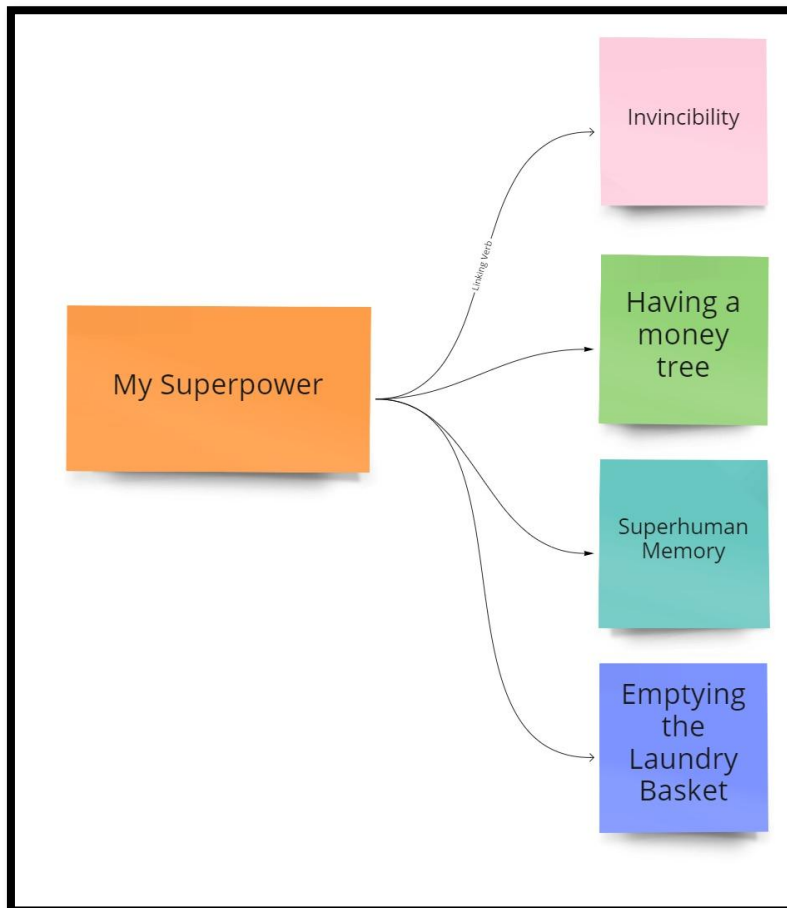 Invincibility
Linking Verb
Having a
money
tree
My Superpower
Superhuman
Memory
Emptying
the
Laundry
Basket